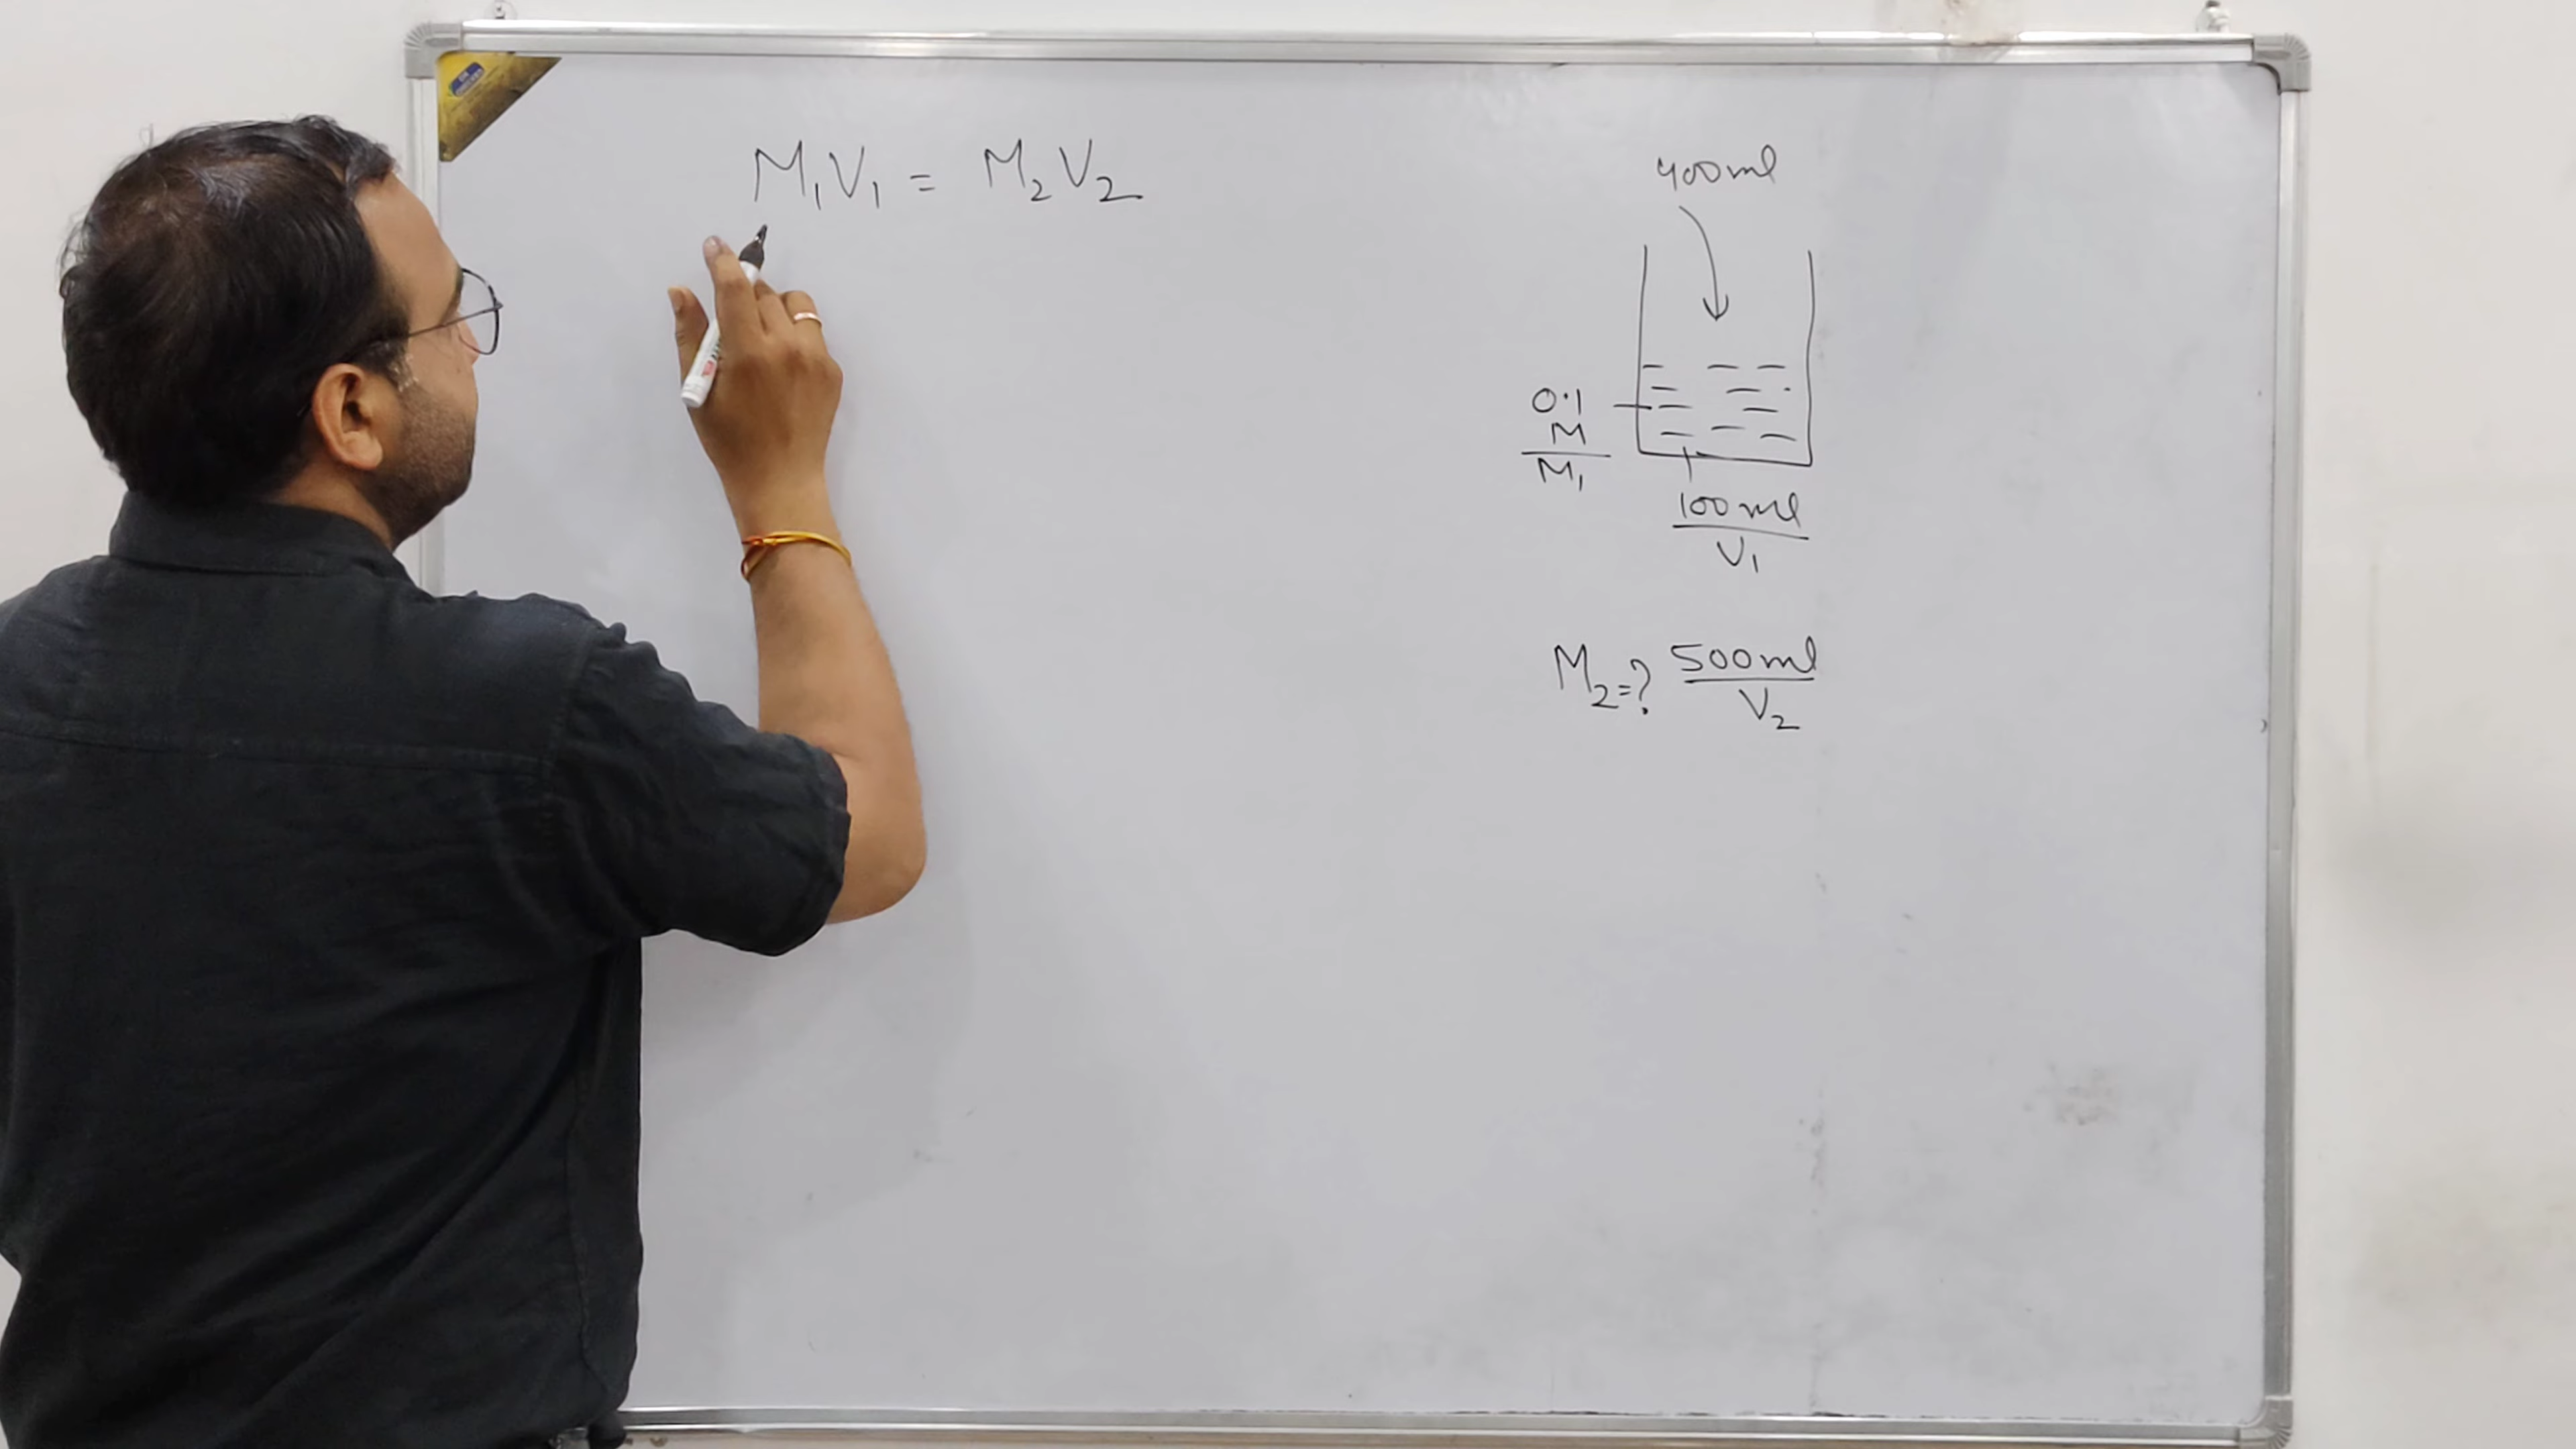 M₁V₁ = M₂V₂
400ml
0.1
M
M₁
100ml
V₁
M₂=? 500ml
V₂